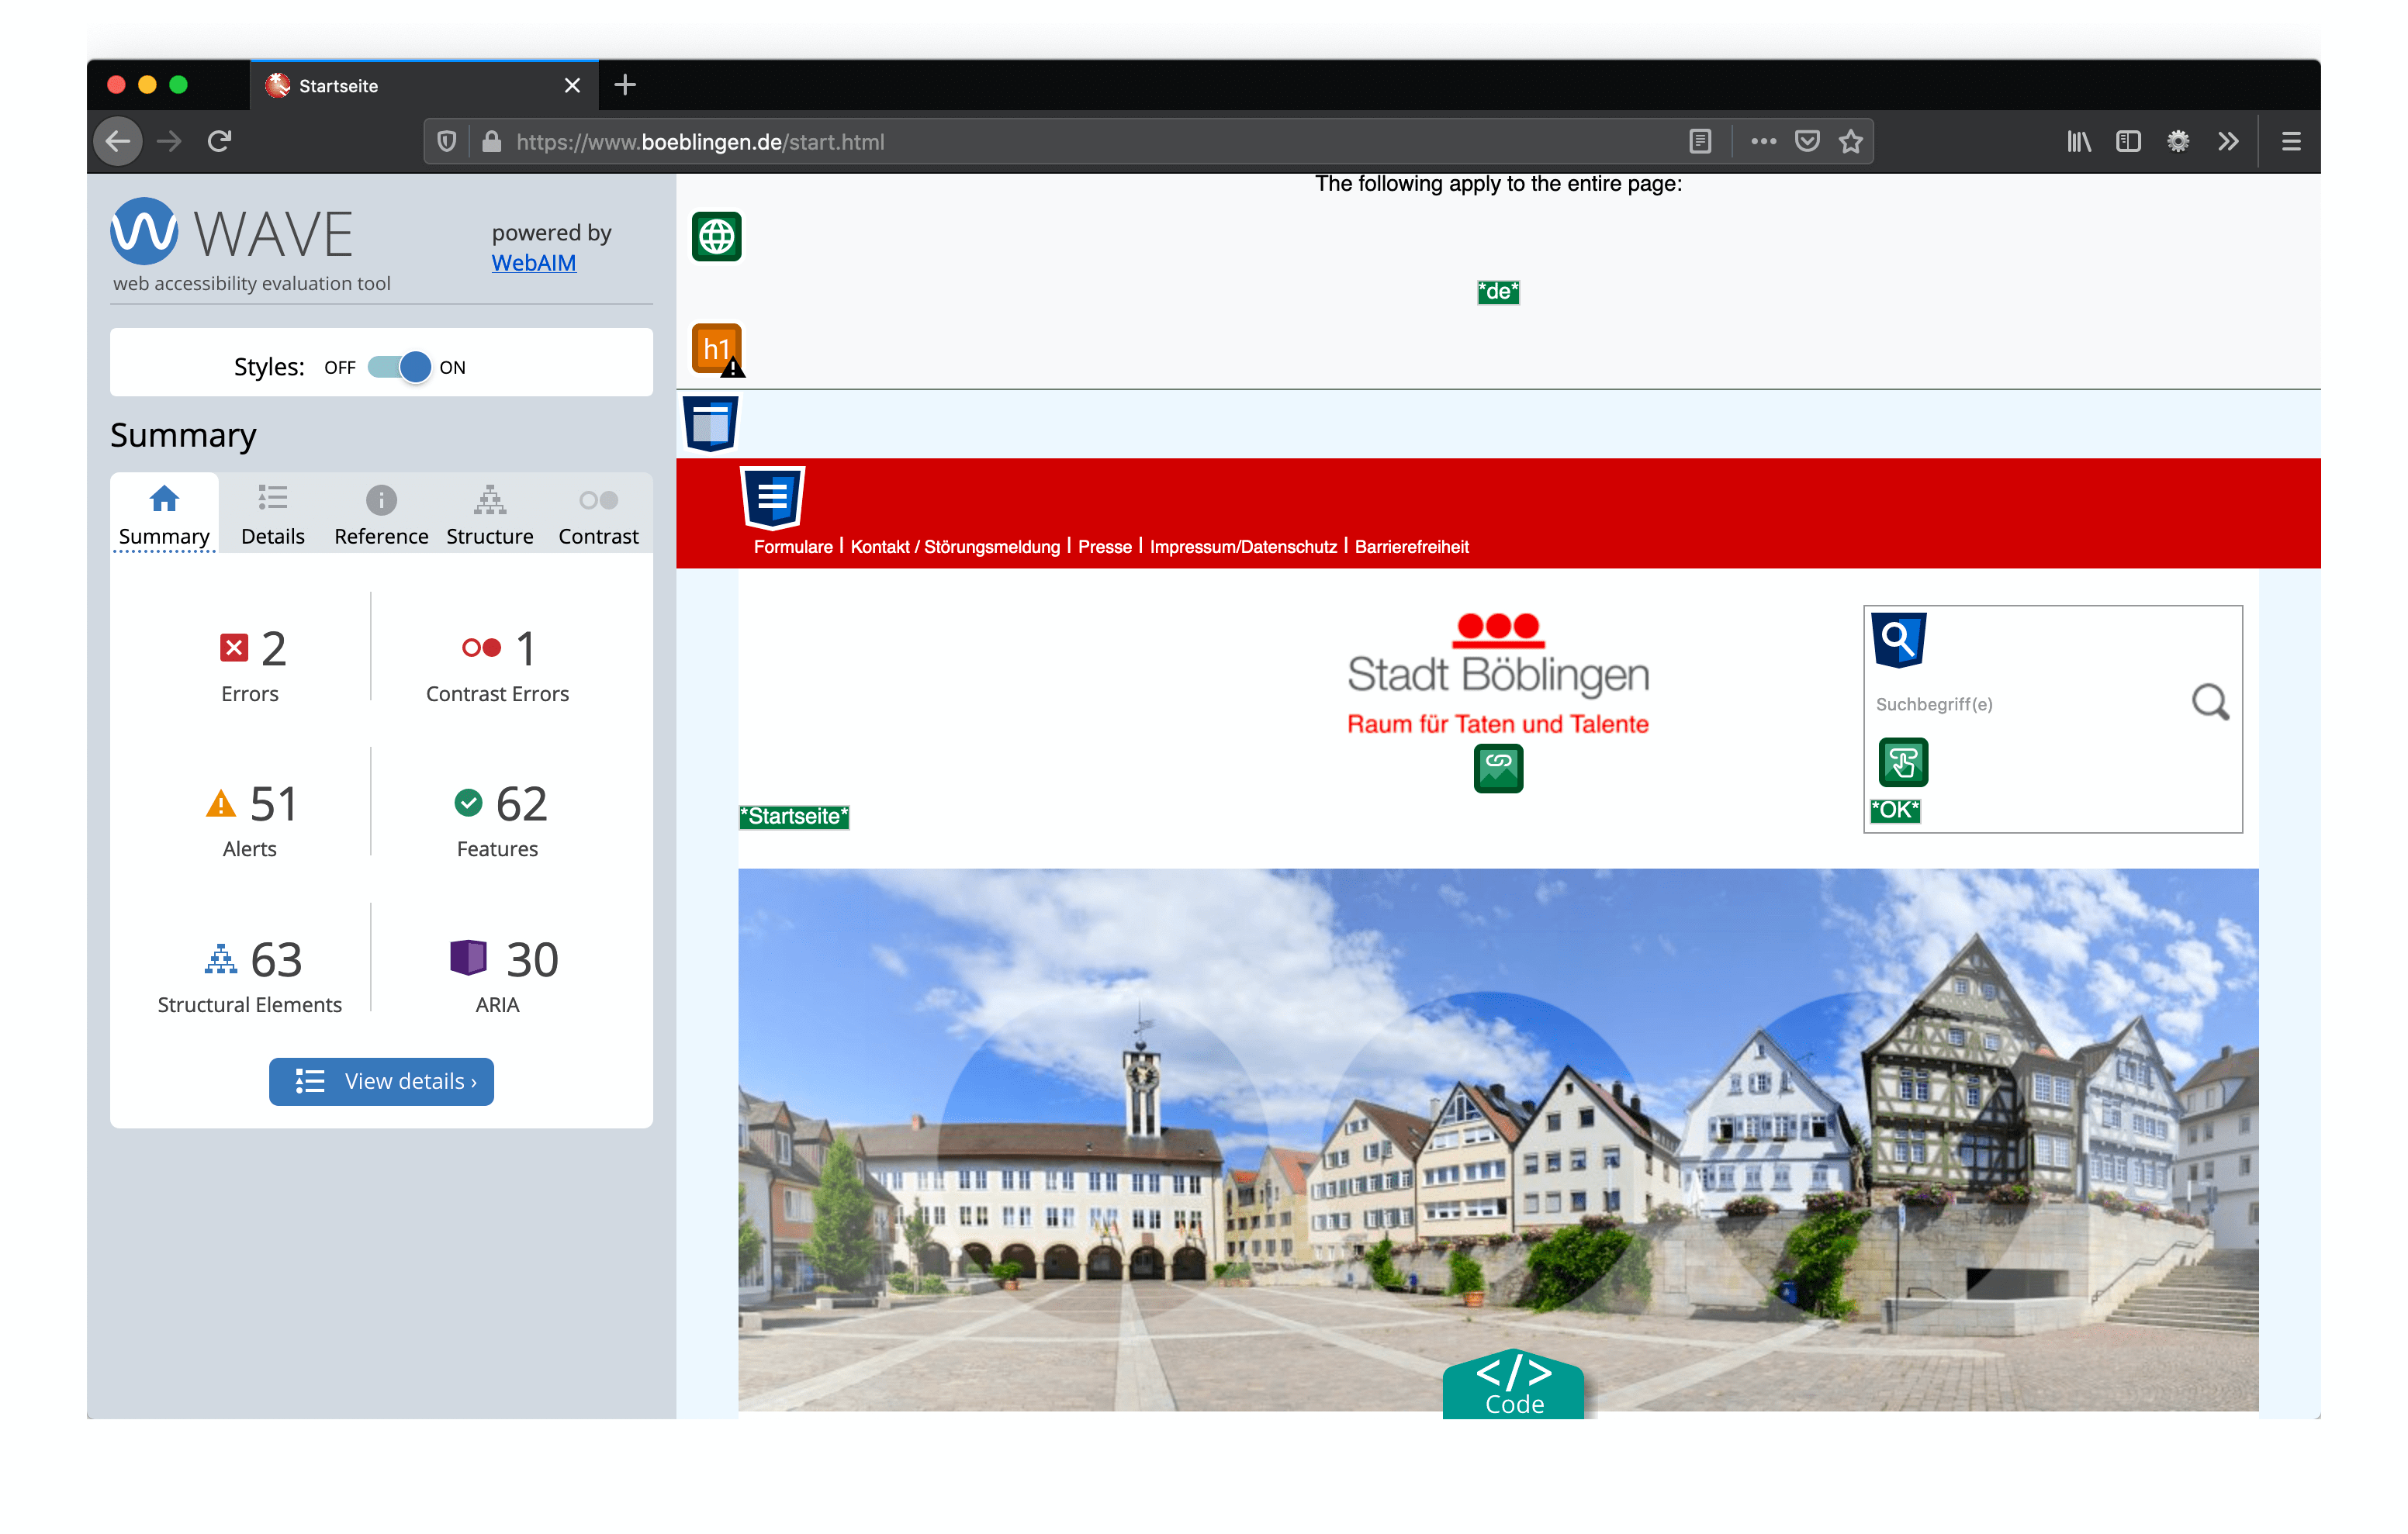 Startseite
https://www.boeblingen.de/start.html
WAVE
powered by
WebAIM
web accessibility evaluation tool
Styles: OFF ON
Summary
Summary Details Reference Structure Contrast
2
Errors
1
Contrast Errors
51
Alerts
62
Features
63
Structural Elements
30
ARIA
View details ›
The following apply to the entire page:
*de*
h1
Formulare | Kontakt / Störungsmeldung | Presse | Impressum/Datenschutz | Barrierefreiheit
Stadt Böblingen
Raum für Taten und Talente
*Startseite*
Suchbegriff(e)
*OK*
</>
Code